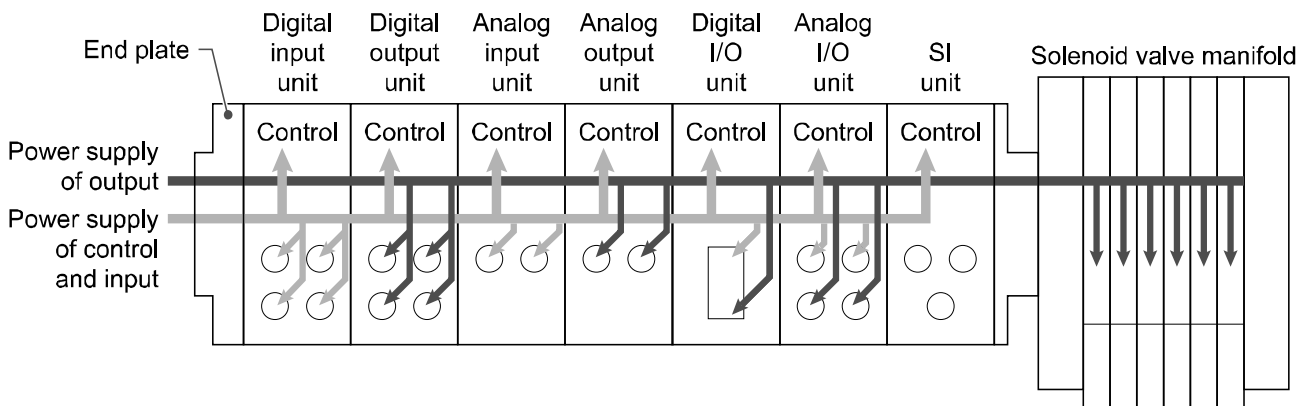 End plate
Digital
input
unit
Digital
output
unit
Analog
input
unit
Analog
output
unit
Digital
I/O
unit
Analog
I/O
unit
SI
unit
Solenoid valve manifold
Control
Control
Control
Control
Control
Control
Control
Power supply
of output
Power supply
of control
and input